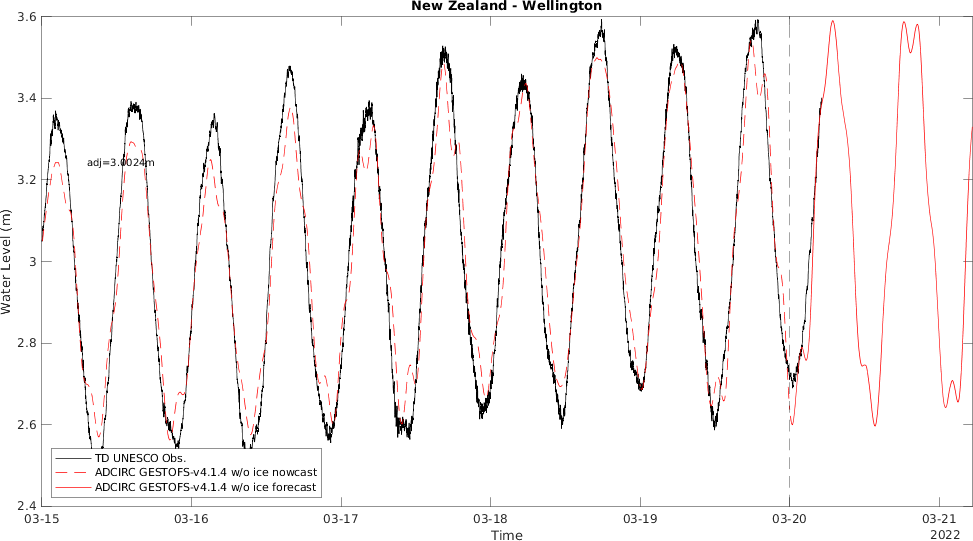 New Zealand - Wellington
3.6
3.4
3.2
3
2.8
2.6
2.4
Water Level (m)
adj=3.0024m
TD UNESCO Obs.
ADCIRC GESTOFS-v4.1.4 w/o ice nowcast
ADCIRC GESTOFS-v4.1.4 w/o ice forecast
03-15 03-16 03-17 03-18 03-19 03-20 03-21
Time
2022